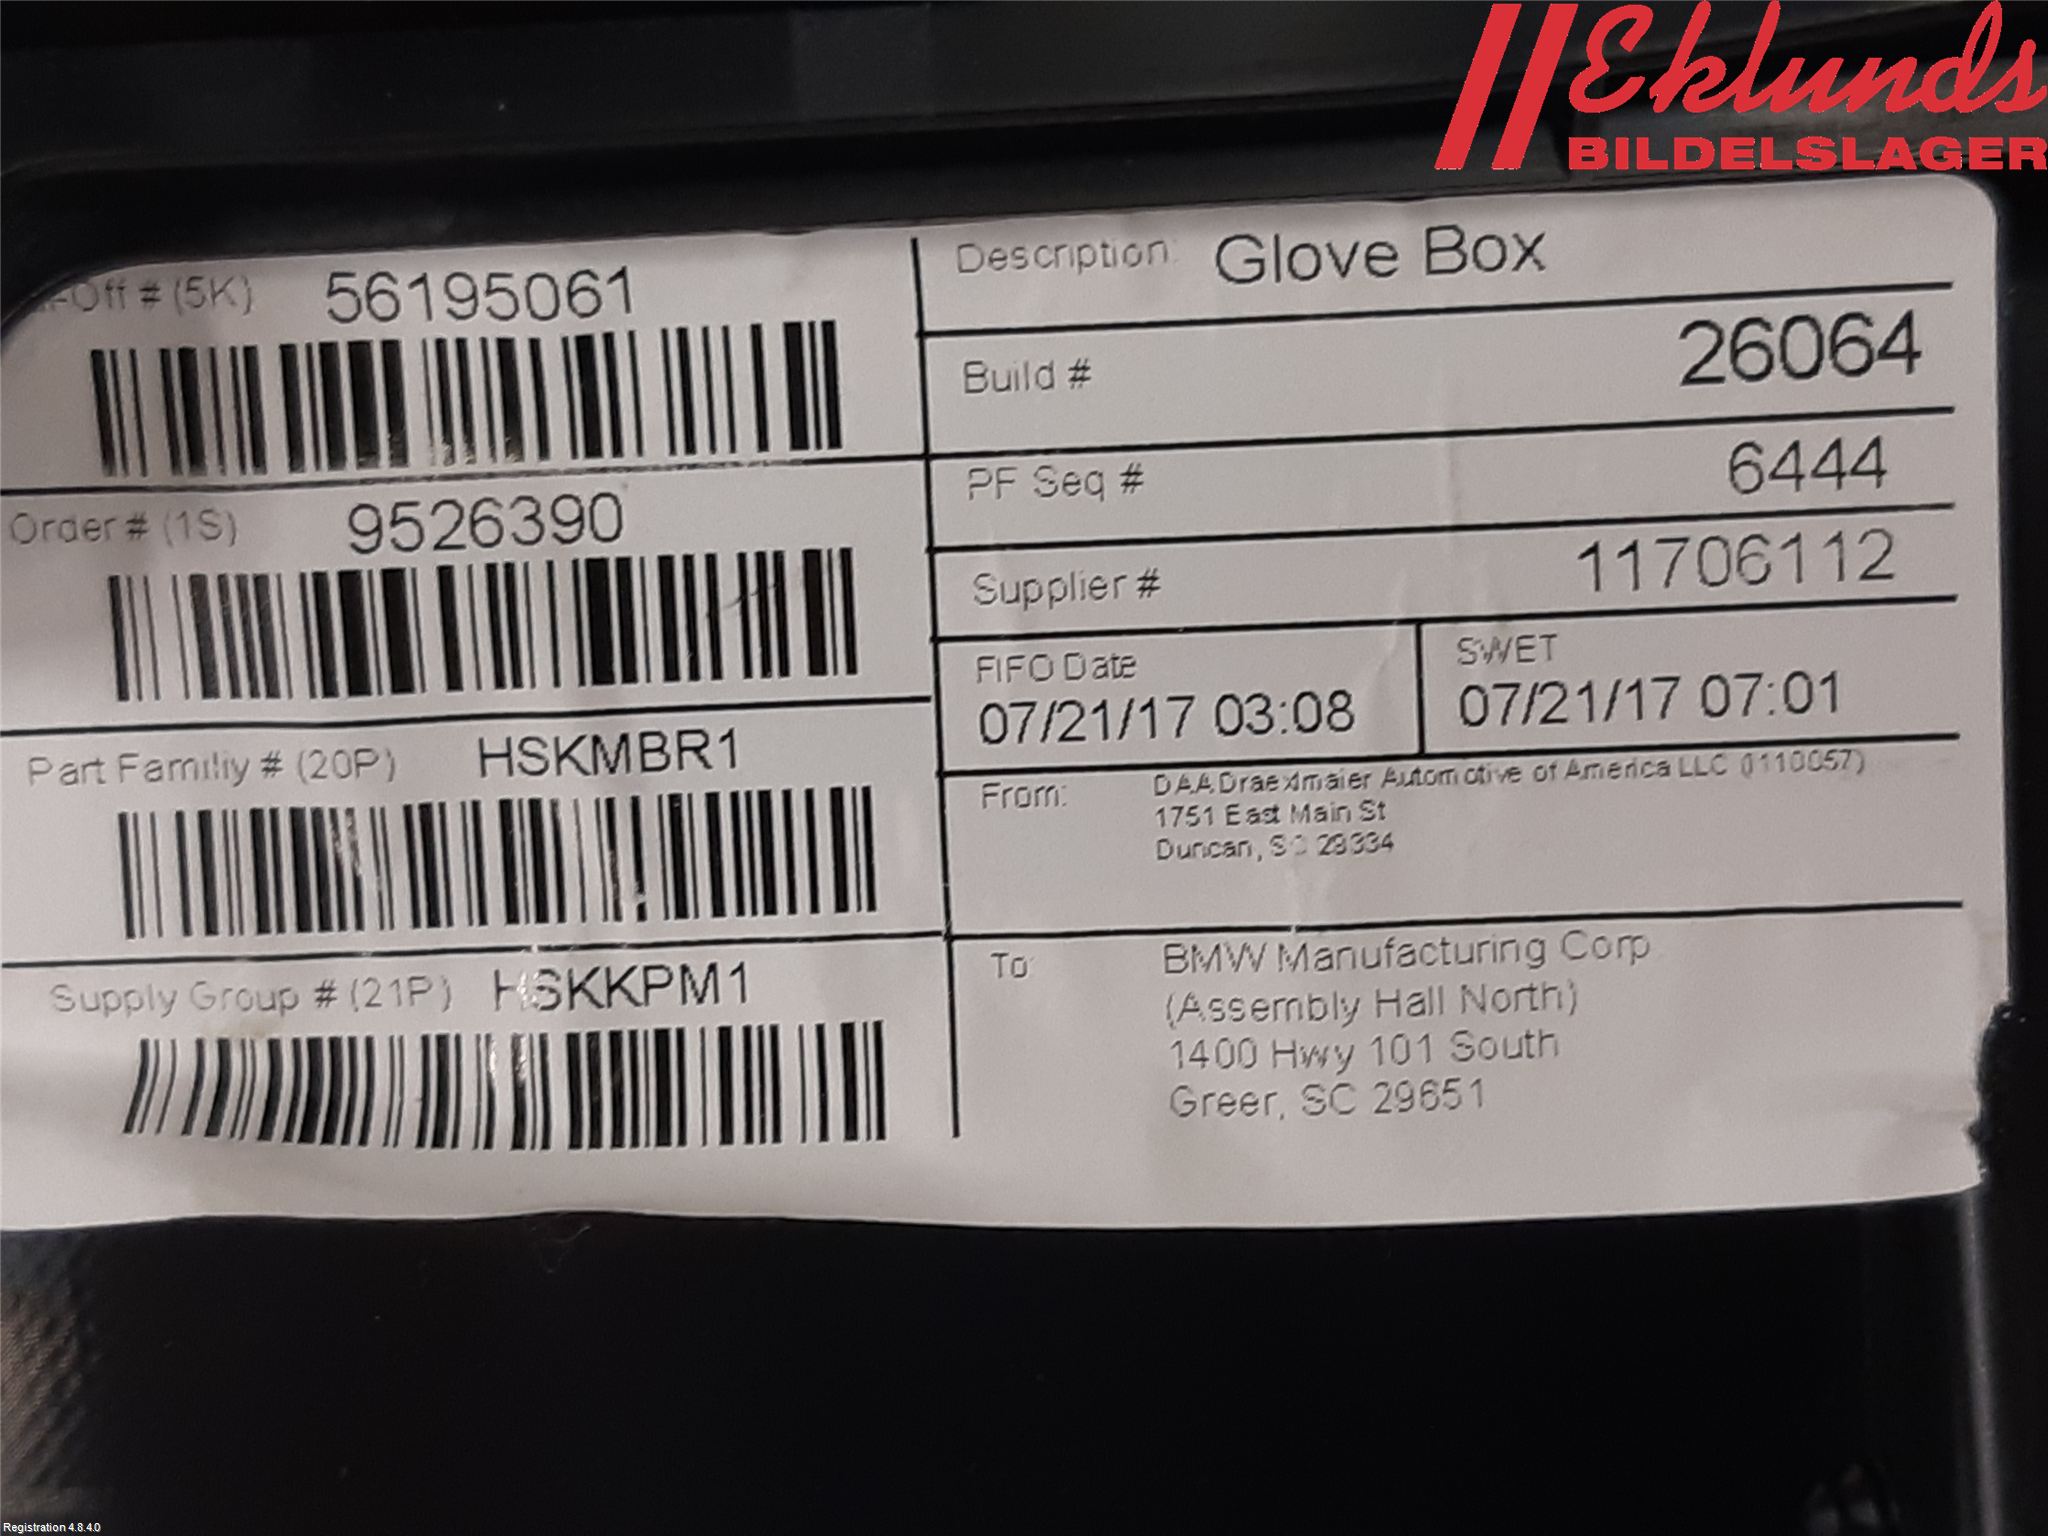 Eklunds
BILDELSLAGER
Off # (5K) 56195061
Order # (1S) 9526390
Part Familiy # (20P) HSKMBR1
Supply Group # (21P) HSKKPM1
Description: Glove Box
Build # 26064
PF Seq # 6444
Supplier # 11706112
FIFO Date
07/21/17 03:08
SWET
07/21/17 07:01
From: DAA Draexlmaier Automotive of America LLC (1110057)
1751 East Main St
Duncan, SC 29334
To: BMW Manufacturing Corp
(Assembly Hall North)
1400 Hwy 101 South
Greer, SC 29651
Registration 4.8.4.0